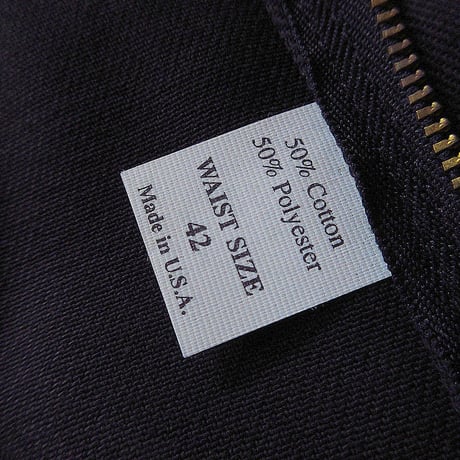 50% Cotton
50% Polyester
WAIST SIZE
42
Made in U.S.A.